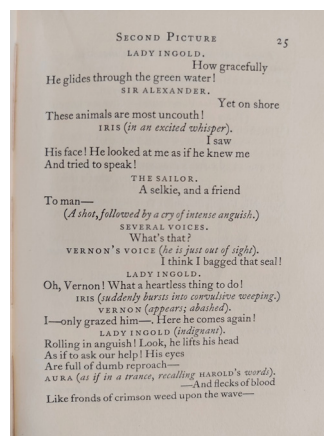 SECOND PICTURE 25
LADY INGOLD.
How gracefully
He glides through the green water!
SIR ALEXANDER.
Yet on shore
These animals are most uncouth!
IRIS (in an excited whisper).
I saw
His face! He looked at me as if he knew me
And tried to speak!
THE SAILOR.
A selkie, and a friend
To man—
(A shot, followed by a cry of intense anguish.)
SEVERAL VOICES.
What's that?
VERNON'S VOICE (he is just out of sight).
I think I bagged that seal!
LADY INGOLD.
Oh, Vernon! What a heartless thing to do!
IRIS (suddenly bursts into convulsive weeping.)
VERNON (appears; abashed).
I—only grazed him—. Here he comes again!
LADY INGOLD (indignant).
Rolling in anguish! Look, he lifts his head
As if to ask our help! His eyes
Are full of dumb reproach—
AURA (as if in a trance, recalling HAROLD'S words).
—And flecks of blood
Like fronds of crimson weed upon the wave—